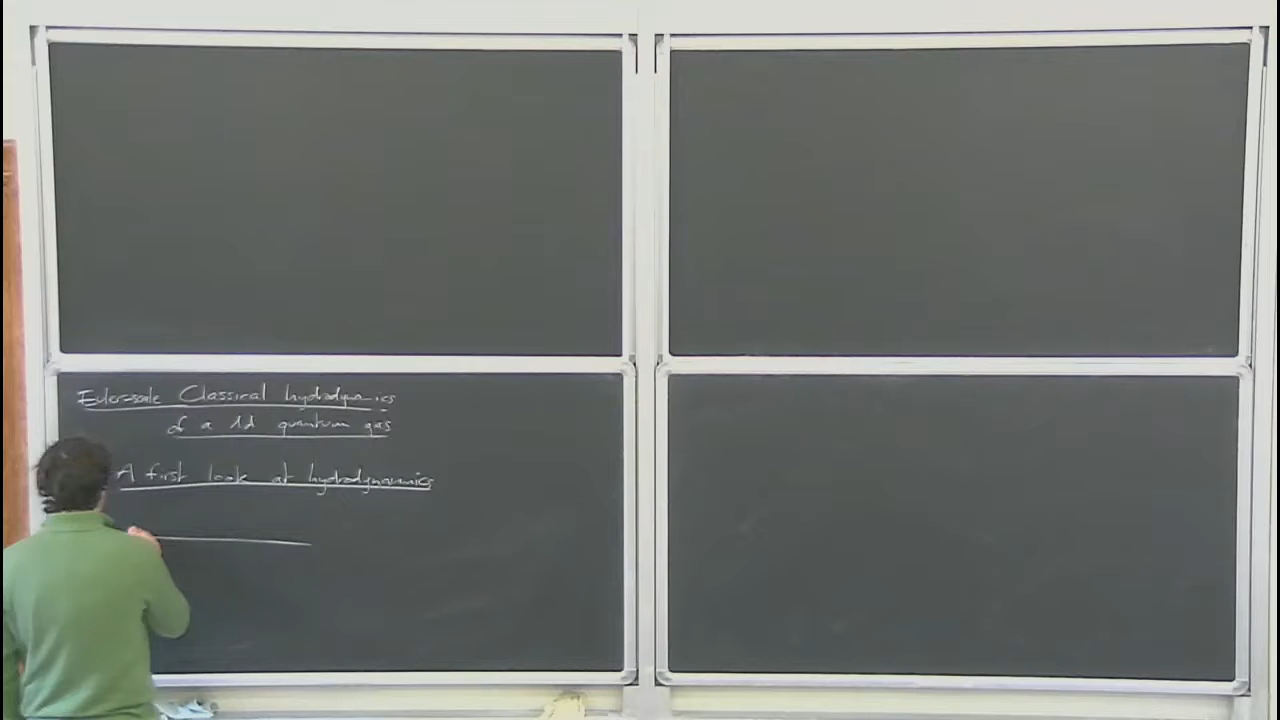 Euler-scale Classical hydrodynamics
of a 1d quantum gas
A first look at hydrodynamics